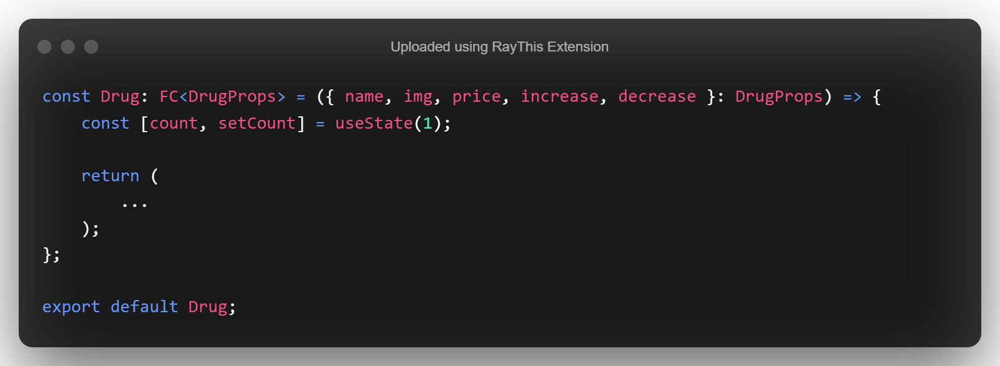 Uploaded using RayThis Extension
const Drug: FC<DrugProps> = ({ name, img, price, increase, decrease }: DrugProps) => {
    const [count, setCount] = useState(1);
    return (
        ...
    );
};
export default Drug;